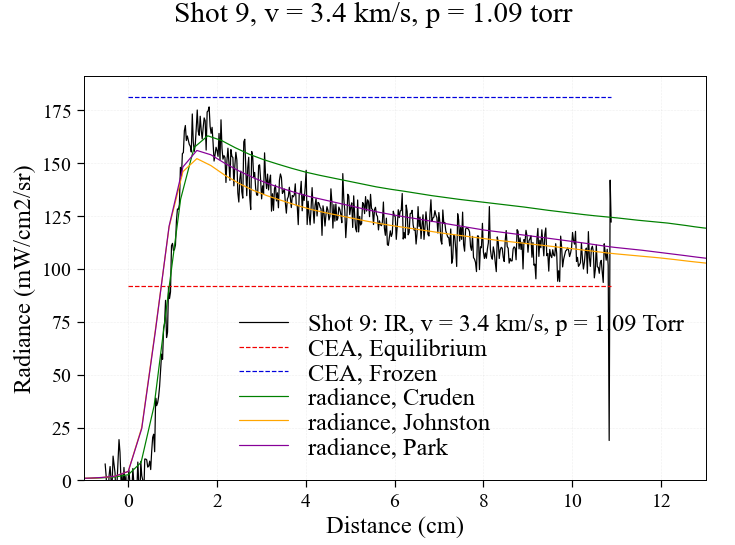 Shot 9, v = 3.4 km/s, p = 1.09 torr
Radiance (mW/cm2/sr)
175
150
125
100
75
50
25
0
Shot 9: IR, v = 3.4 km/s, p = 1.09 Torr
CEA, Equilibrium
CEA, Frozen
radiance, Cruden
radiance, Johnston
radiance, Park
0 2 4 6 8 10 12
Distance (cm)